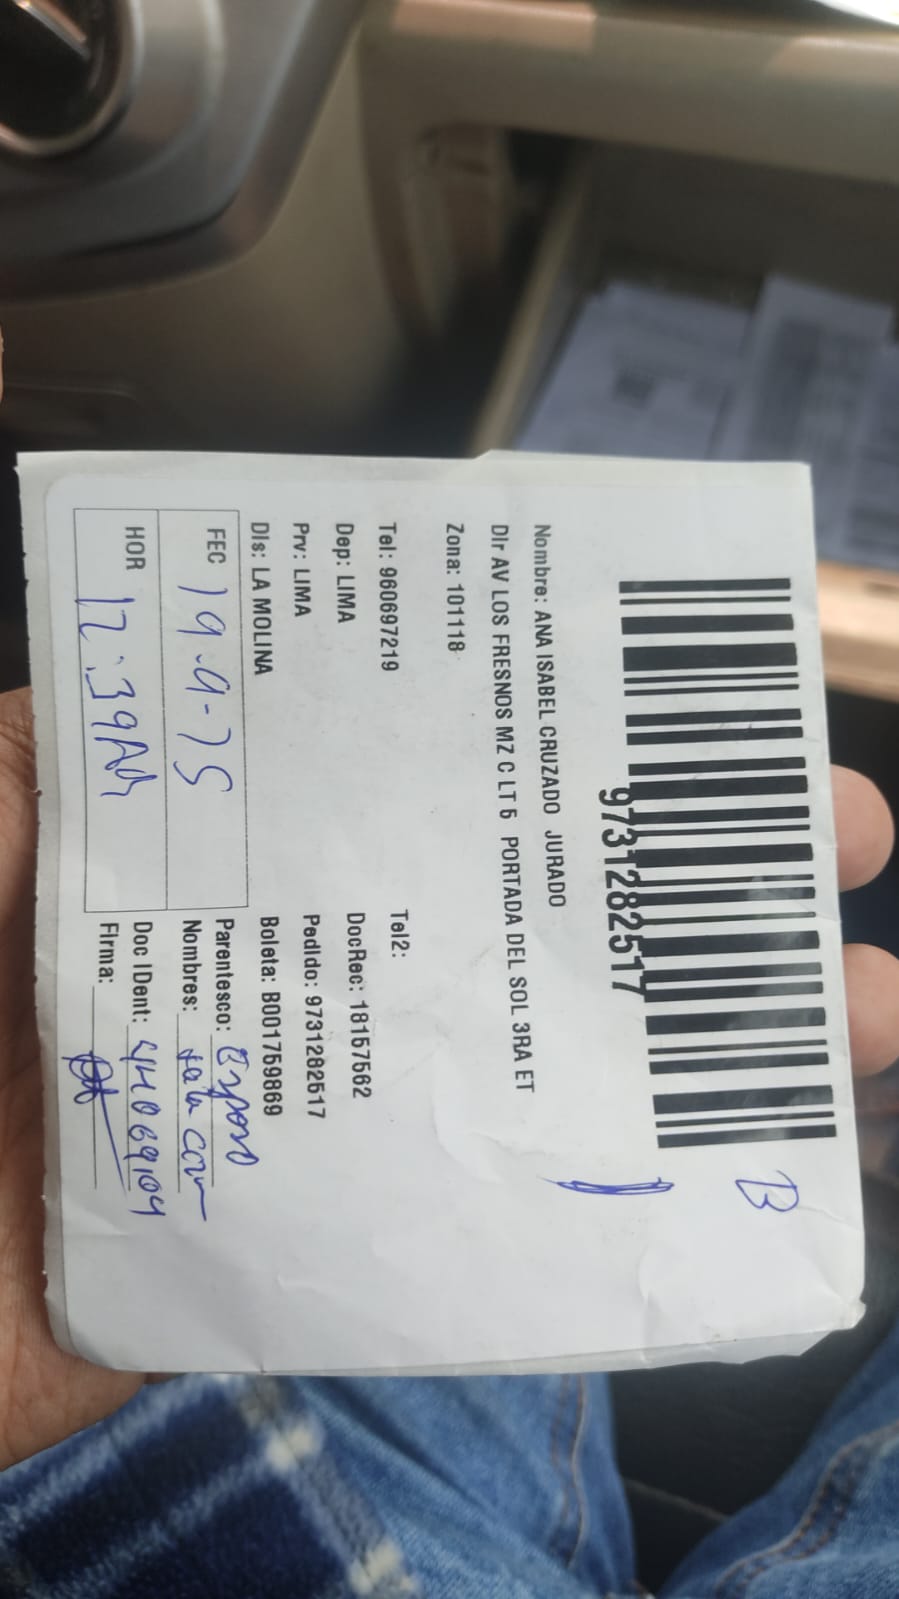 B
9731282517
Nombre: ANA ISABEL CRUZADO JURADO
Dir AV LOS FRESNOS MZ C LT 5 PORTADA DEL SOL 3RA ET
Zona: 101118
Tel: 960697219 Tel2:
Dep: LIMA DocRec: 18157562
Prv: LIMA Pedido: 9731282517
Dis: LA MOLINA Boleta: B001759869
FEC 19-9-25 Parentesco: Esposo
Nombres:
HOR 12:39 Doc IDent:
Firma: